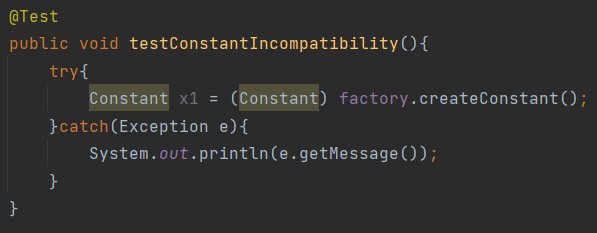 @Test
public void testConstantIncompatibility(){
    try{
        Constant x1 = (Constant) factory.createConstant();
    }catch(Exception e){
        System.out.println(e.getMessage());
    }
}